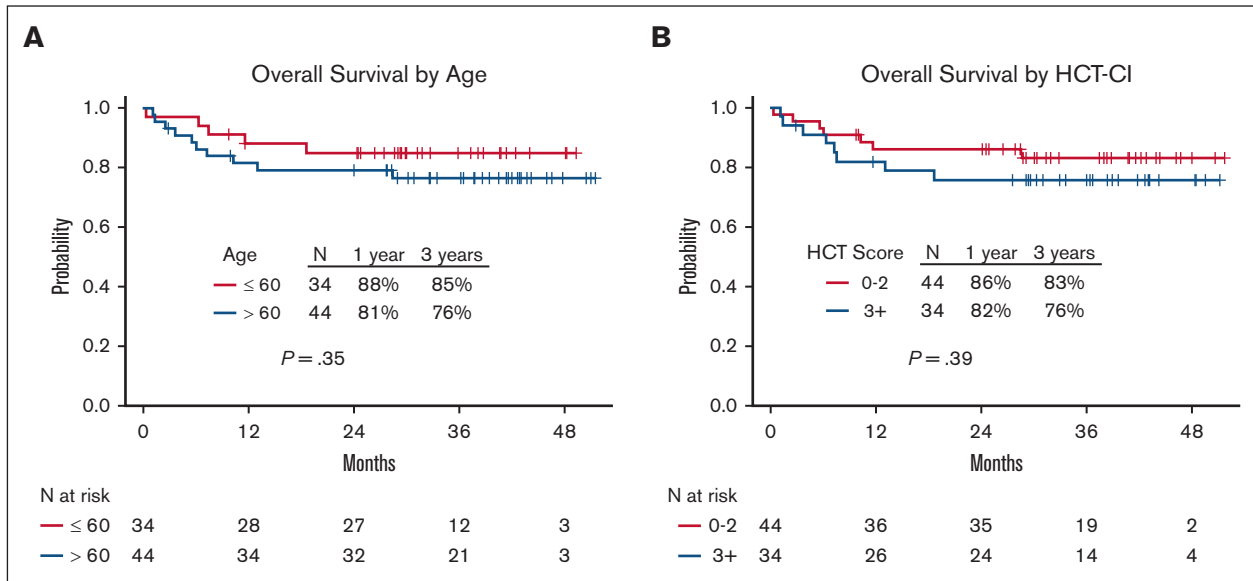 A
Overall Survival by Age
Probability
1.0
0.8
0.6
0.4
0.2
0.0
Age N 1 year 3 years
≤ 60 34 88% 85%
> 60 44 81% 76%
P = .35
0 12 24 36 48
Months
N at risk
≤ 60 34 28 27 12 3
> 60 44 34 32 21 3
B
Overall Survival by HCT-CI
Probability
1.0
0.8
0.6
0.4
0.2
0.0
HCT Score N 1 year 3 years
0-2 44 86% 83%
3+ 34 82% 76%
P = .39
0 12 24 36 48
Months
N at risk
0-2 44 36 35 19 2
3+ 34 26 24 14 4